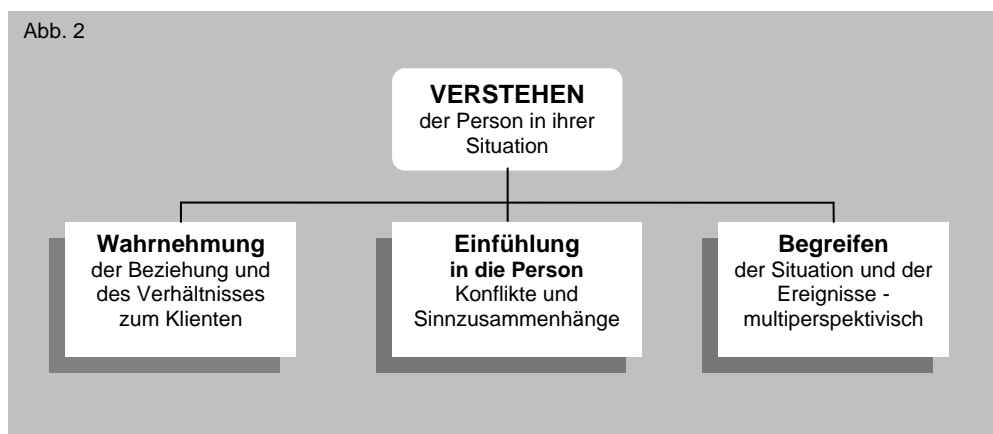 Abb. 2
VERSTEHEN
der Person in ihrer
Situation
Wahrnehmung
der Beziehung und
des Verhältnisses
zum Klienten
Einfühlung
in die Person
Konflikte und
Sinnzusammenhänge
Begreifen
der Situation und der
Ereignisse -
multiperspektivisch